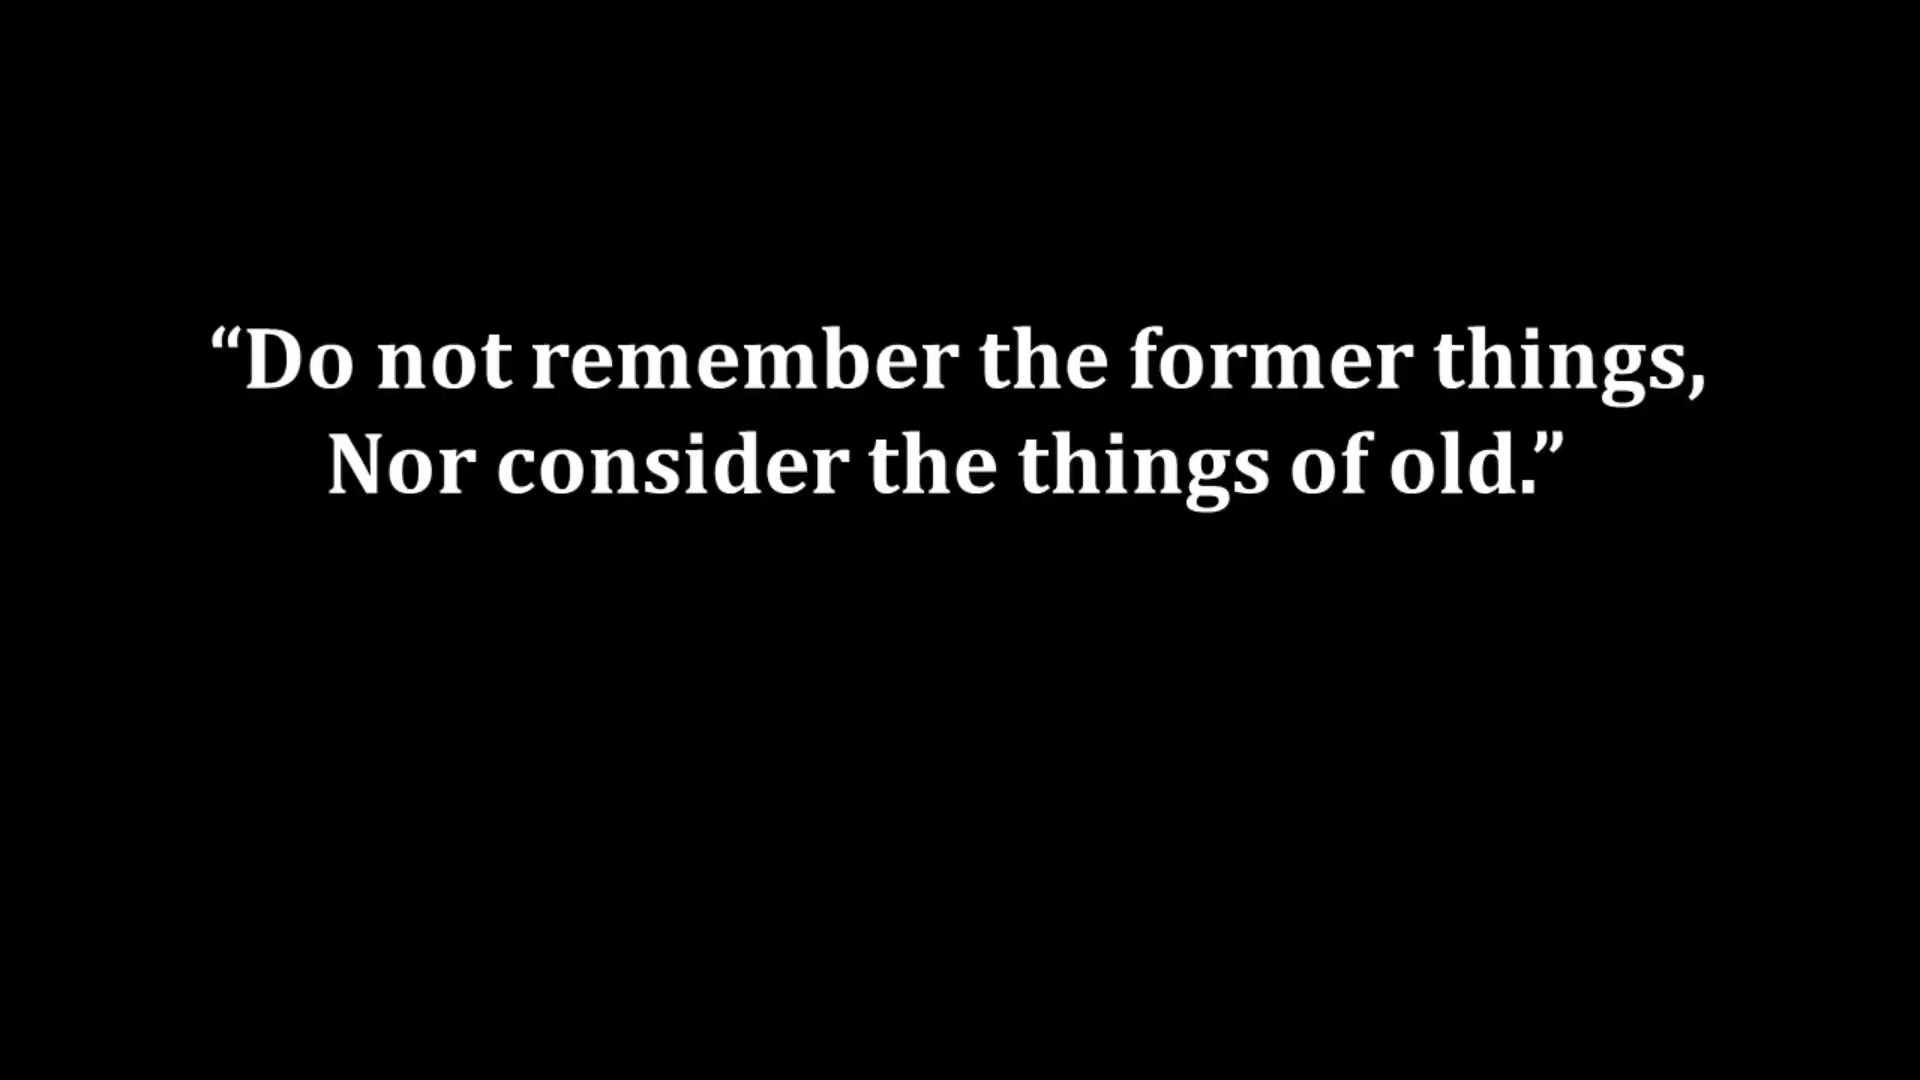 “Do not remember the former things,
Nor consider the things of old.”